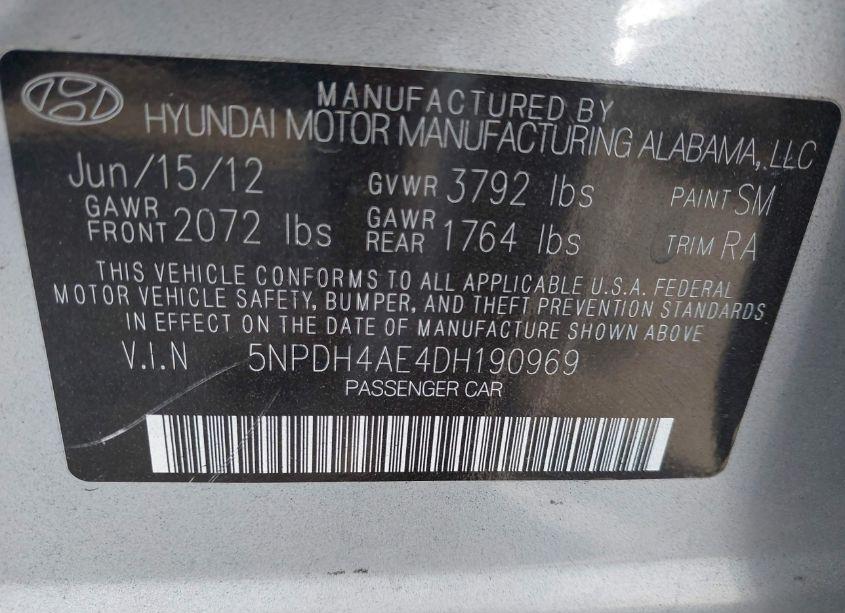 MANUFACTURED BY
HYUNDAI MOTOR MANUFACTURING ALABAMA, LLC
Jun/15/12 GVWR 3792 lbs PAINT SM
GAWR FRONT 2072 lbs GAWR REAR 1764 lbs TRIM RA
THIS VEHICLE CONFORMS TO ALL APPLICABLE U.S.A. FEDERAL
MOTOR VEHICLE SAFETY, BUMPER, AND THEFT PREVENTION STANDARDS
IN EFFECT ON THE DATE OF MANUFACTURE SHOWN ABOVE
V.I.N 5NPDH4AE4DH190969
PASSENGER CAR